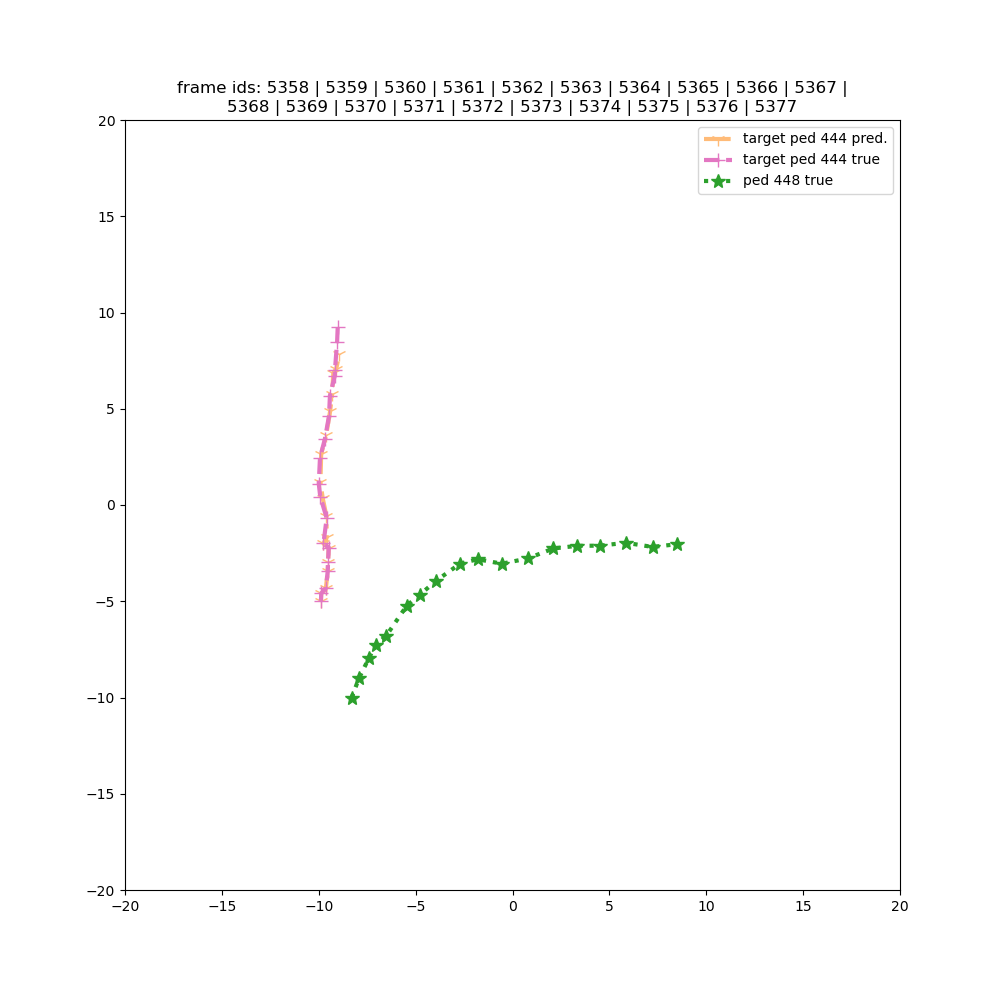 frame ids: 5358 | 5359 | 5360 | 5361 | 5362 | 5363 | 5364 | 5365 | 5366 | 5367 |
5368 | 5369 | 5370 | 5371 | 5372 | 5373 | 5374 | 5375 | 5376 | 5377
target ped 444 pred.
target ped 444 true
ped 448 true
20
15
10
5
0
−5
−10
−15
−20
−20 −15 −10 −5 0 5 10 15 20